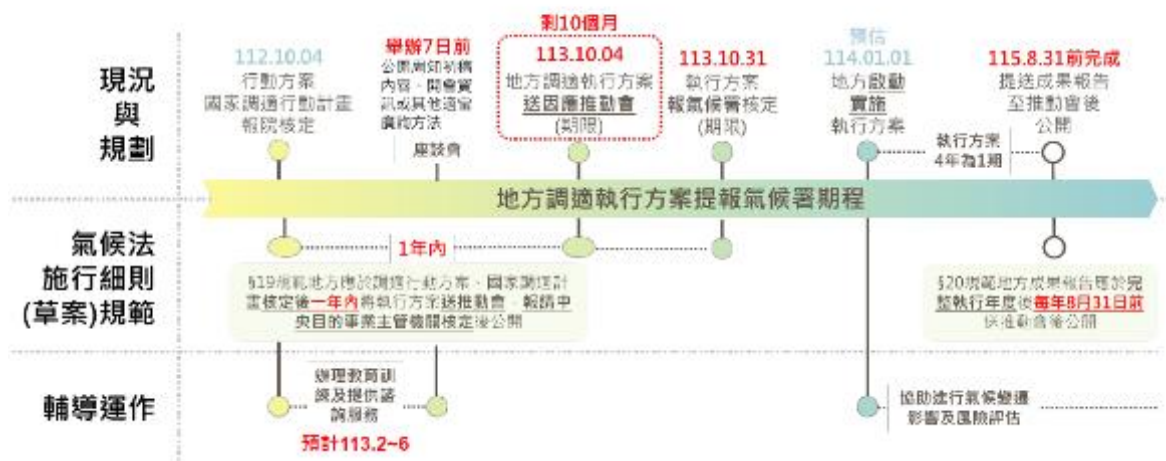 現況
與
規劃
112.10.04
行動方案
國家調適行動計畫
報院核定
舉辦7日前
公開周知初稿
內容、開會資
訊或其他適當
廣詢方法
座談會
剩10個月
113.10.04
地方調適執行方案
送因應推動會
(期限)
113.10.31
執行方案
報氣候署核定
(期限)
預估
114.01.01
地方啟動
實施
執行方案
115.8.31前完成
提送成果報告
至推動會後
公開
執行方案
4年為1期
地方調適執行方案提報氣候署期程
氣候法
施行細則
(草案)規範
1年內
§19規範地方應於調適行動方案、國家調適計
畫核定後一年內將執行方案送推動會、報請中
央目的事業主管機關核定後公開
§20規範地方成果報告應於完
整執行年度後每年8月31日前
送推動會後公開
輔導運作
辦理教育訓
練及提供諮
詢服務
預計113.2~6
協助進行氣候變遷
影響及風險評估